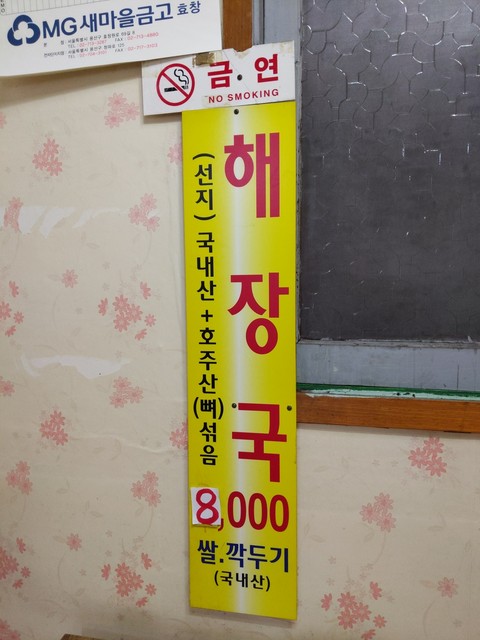 MG새마을금고 효창
금.연
NO SMOKING
해장국
(선지)국내산+호주산(뼈)섞음
8,000
쌀.깍두기
(국내산)